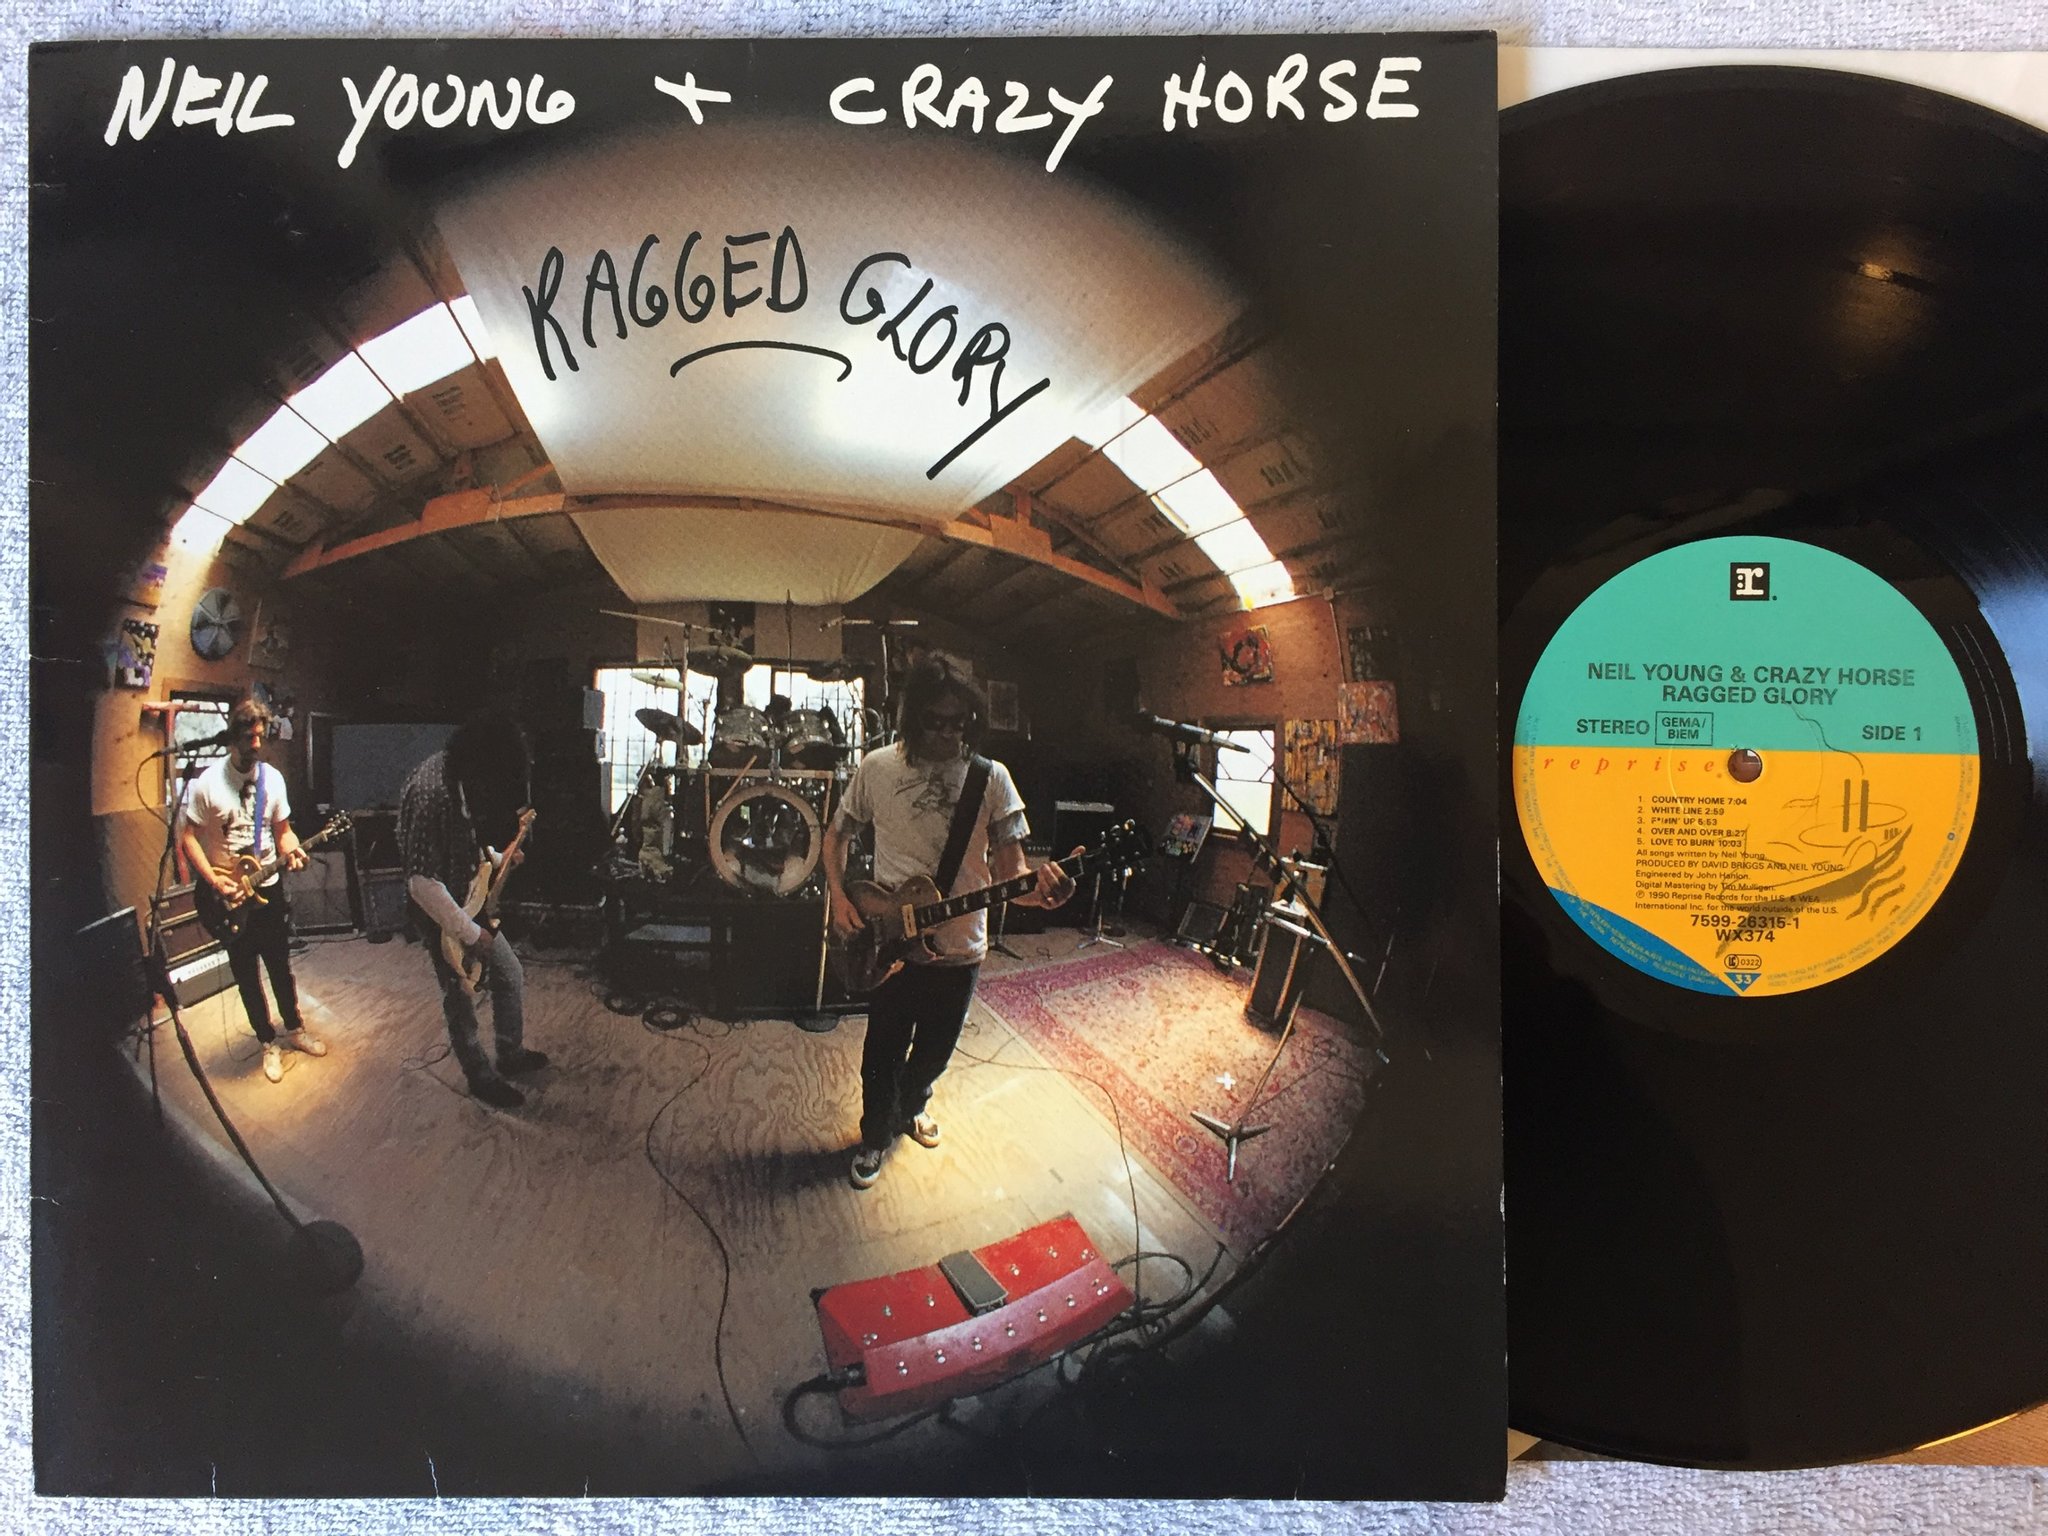 NEIL YOUNG + CRAZY HORSE
RAGGED GLORY
r
NEIL YOUNG & CRAZY HORSE
RAGGED GLORY
STEREO GEMA/BIEM SIDE 1
reprise
1. COUNTRY HOME 7:04
2. WHITE LINE 2:59
3. F*!#IN' UP 5:53
4. OVER AND OVER 8:27
5. LOVE TO BURN 10:03
All songs written by Neil Young.
PRODUCED BY DAVID BRIGGS AND NEIL YOUNG
Engineered by John Hanlon.
Digital Mastering by Tim Mulligan.
℗ 1990 Reprise Records for the U.S. & WEA
International Inc. for the world outside of the U.S.
7599-26315-1
WX374
LC 0322
33